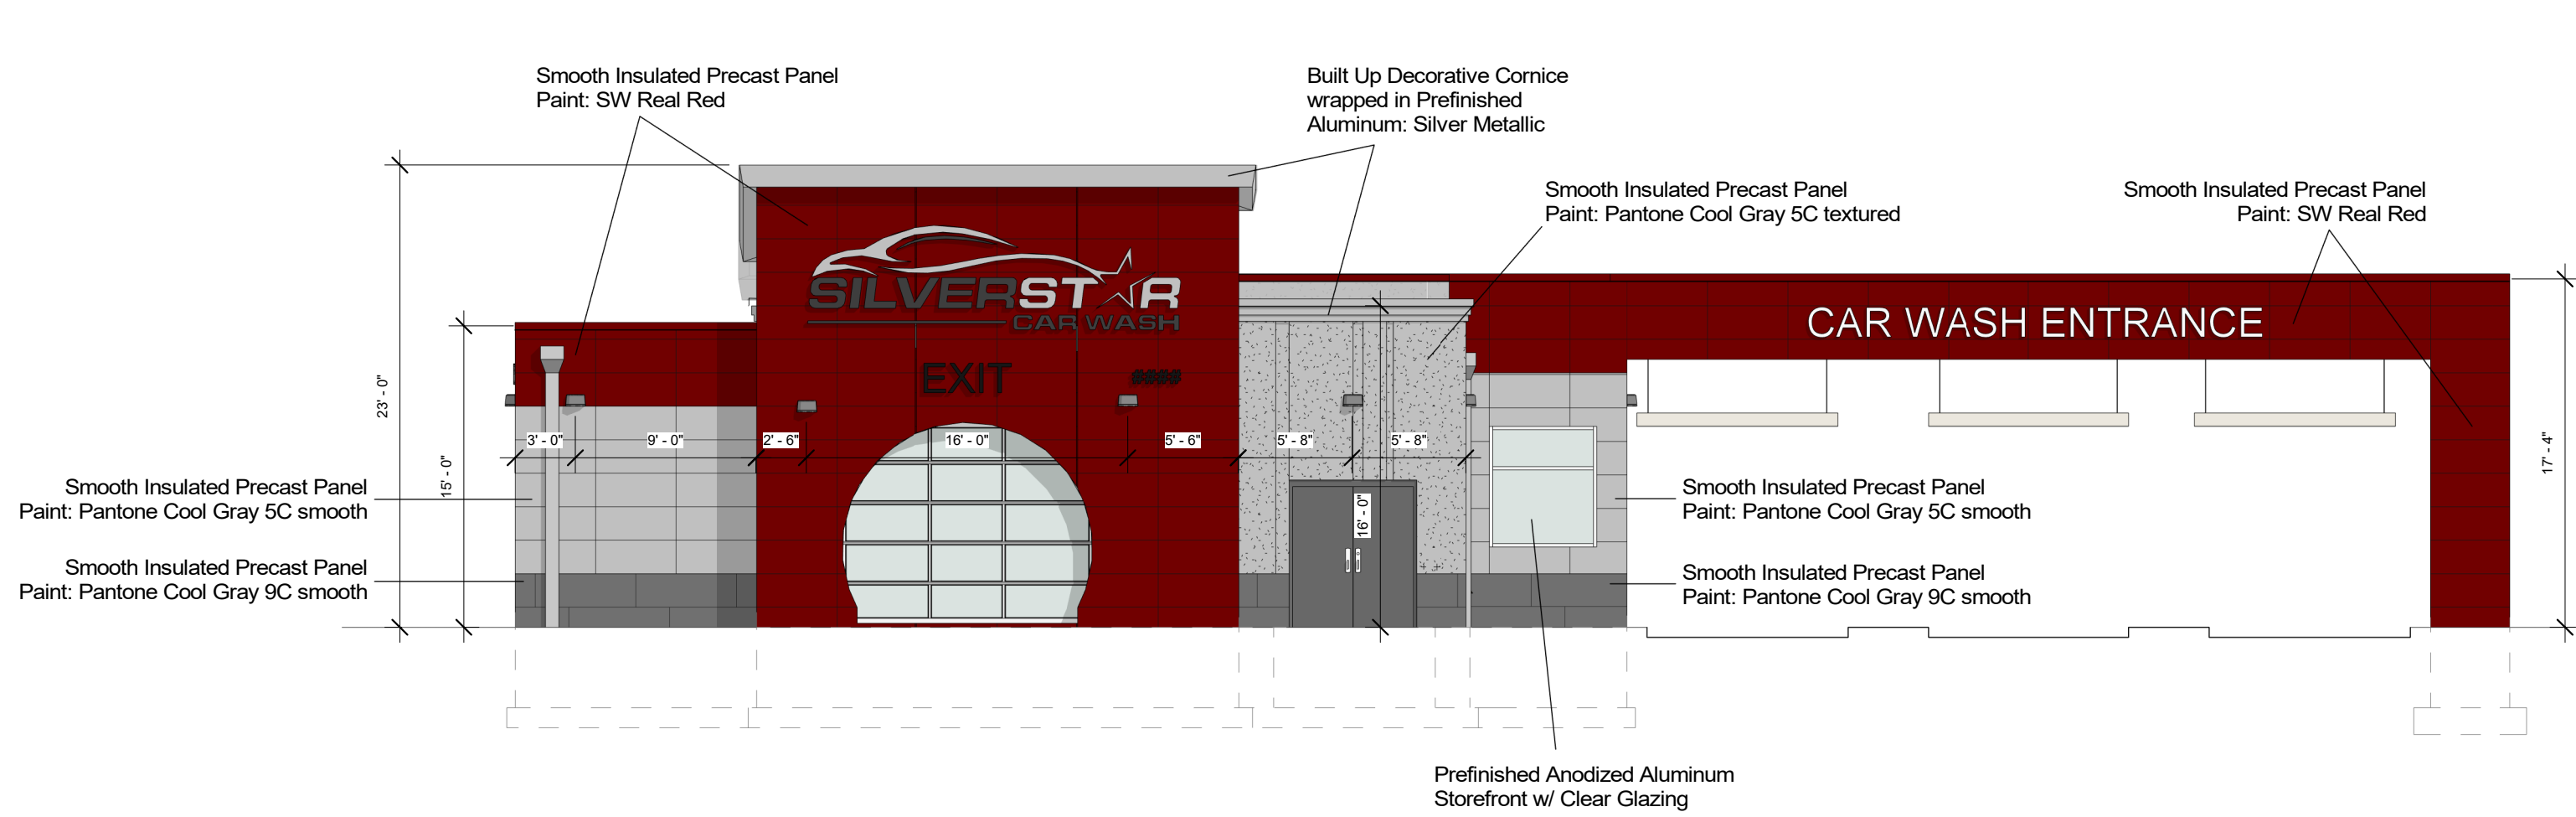 Smooth Insulated Precast Panel
Paint: SW Real Red
Built Up Decorative Cornice
wrapped in Prefinished
Aluminum: Silver Metallic
Smooth Insulated Precast Panel
Paint: Pantone Cool Gray 5C textured
Smooth Insulated Precast Panel
Paint: SW Real Red
SILVERSTAR
CAR WASH
EXIT
####
CAR WASH ENTRANCE
23' - 0"
15' - 0"
3' - 0"
9' - 0"
2' - 6"
16' - 0"
5' - 6"
5' - 8"
5' - 8"
16' - 0"
17' - 4"
Smooth Insulated Precast Panel
Paint: Pantone Cool Gray 5C smooth
Smooth Insulated Precast Panel
Paint: Pantone Cool Gray 9C smooth
Smooth Insulated Precast Panel
Paint: Pantone Cool Gray 5C smooth
Smooth Insulated Precast Panel
Paint: Pantone Cool Gray 9C smooth
Prefinished Anodized Aluminum
Storefront w/ Clear Glazing